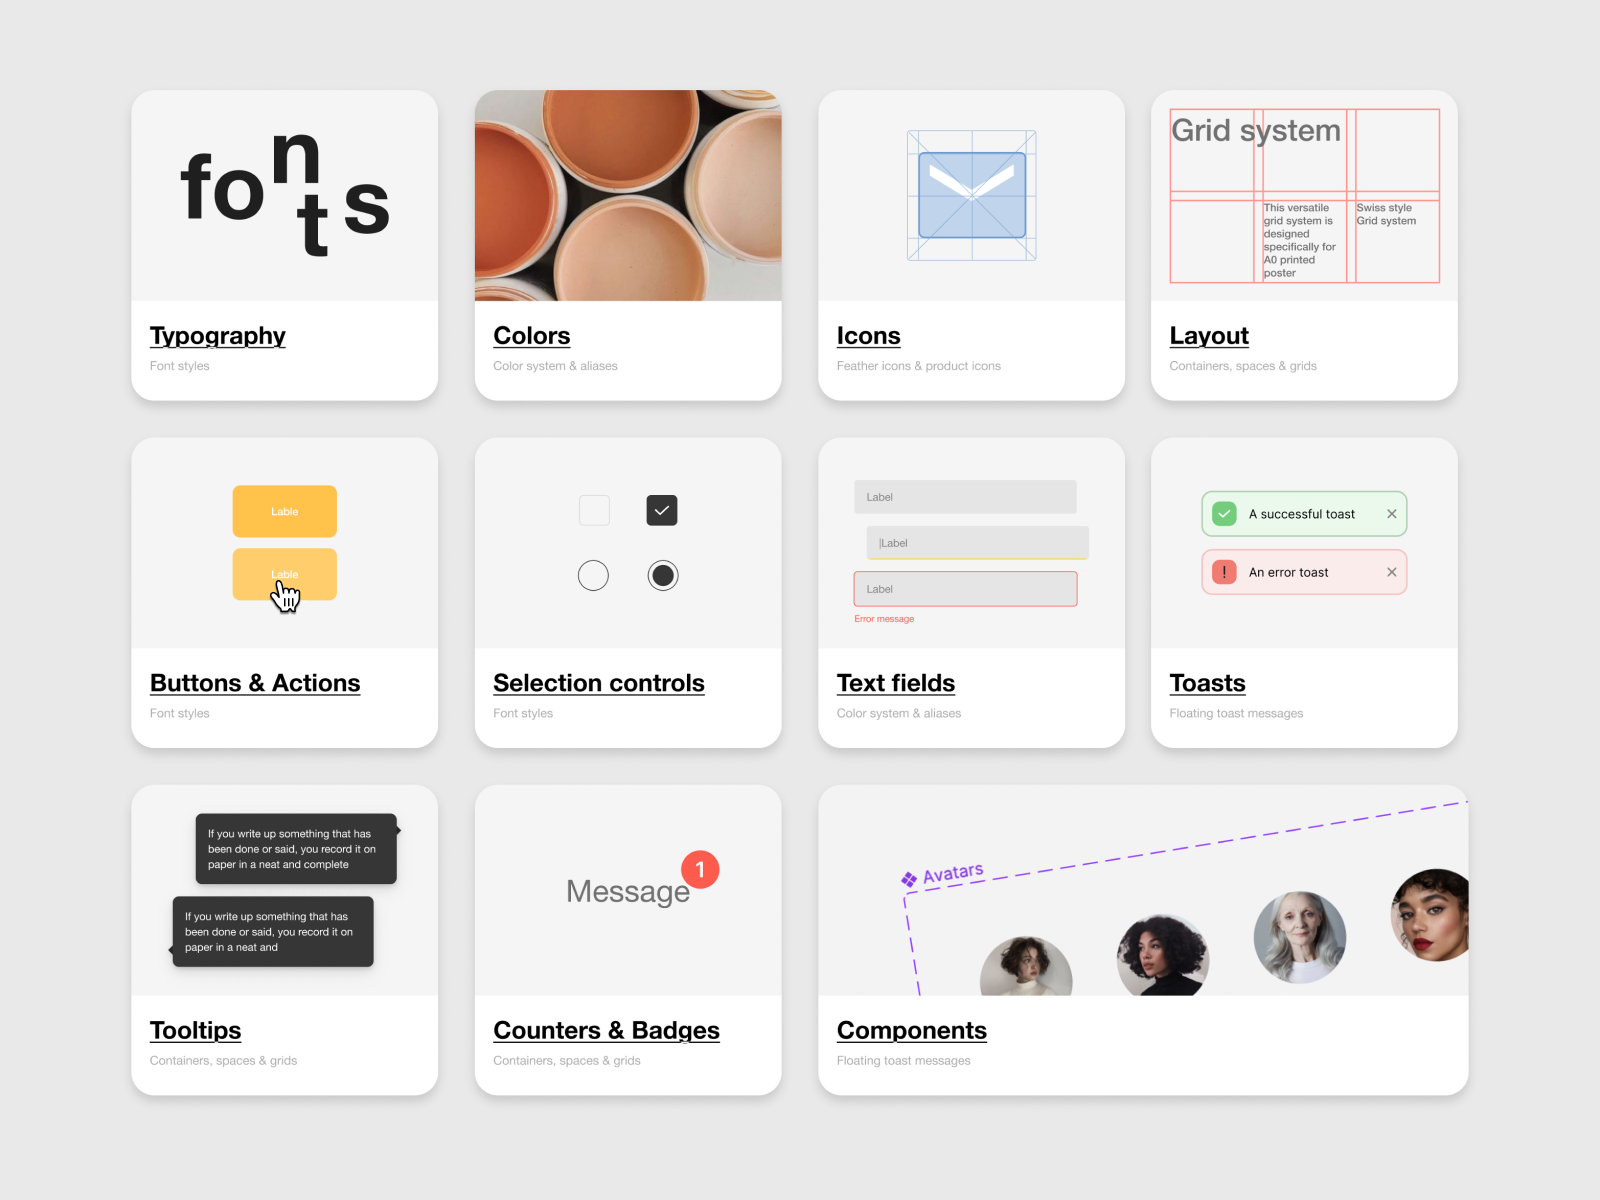 fonts
Typography
Font styles
Colors
Color system & aliases
Icons
Feather icons & product icons
Grid system
This versatile
grid system is
designed
specifically for
A0 printed
poster
Swiss style
Grid system
Layout
Containers, spaces & grids
Lable
Lable
Buttons & Actions
Font styles
Selection controls
Font styles
Label
|Label
Label
Error message
Text fields
Color system & aliases
A successful toast
! An error toast
Toasts
Floating toast messages
If you write up something that has
been done or said, you record it on
paper in a neat and complete
If you write up something that has
been done or said, you record it on
paper in a neat and
Tooltips
Containers, spaces & grids
Message 1
Counters & Badges
Containers, spaces & grids
Avatars
Components
Floating toast messages